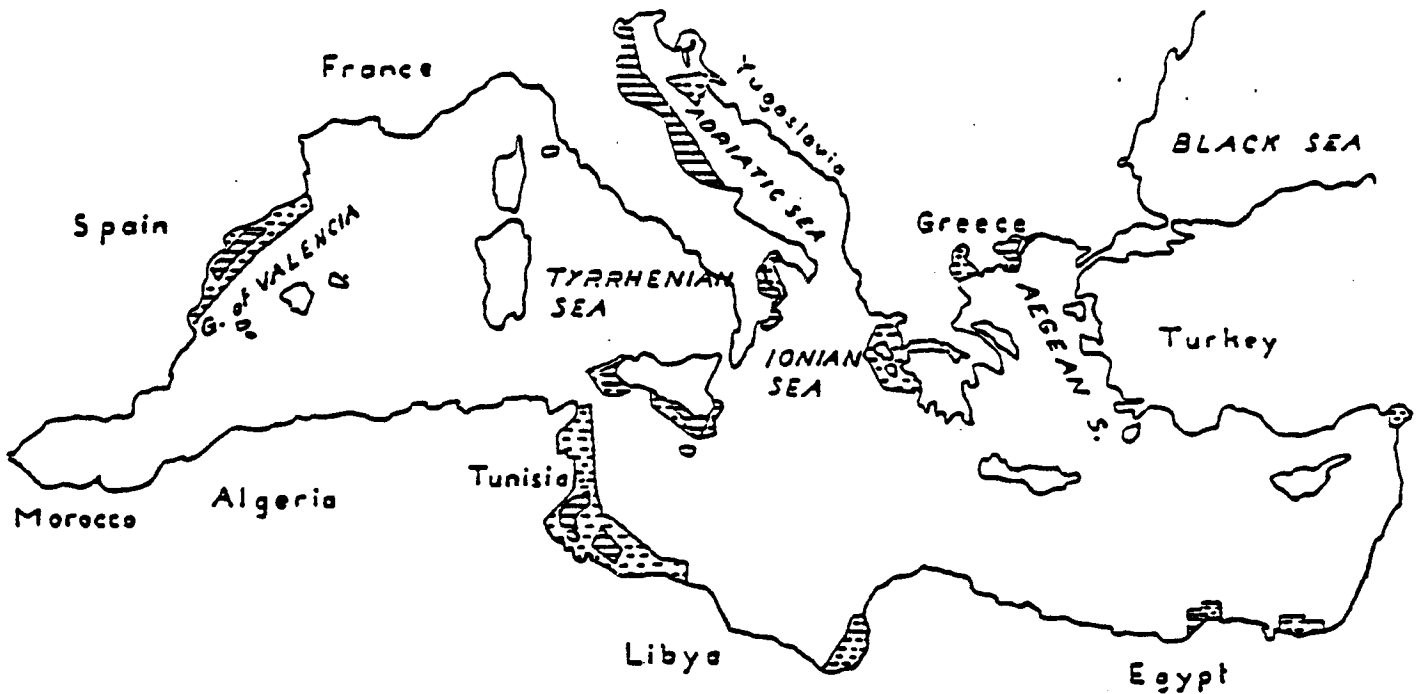 France
Yugoslavia
BLACK SEA
ADRIATIC SEA
Spain
G. of VALENCIA
Greece
TYRRHENIAN
SEA
AEGEAN S.
Turkey
IONIAN
SEA
Tunisia
Algeria
Morocco
Libya
Egypt